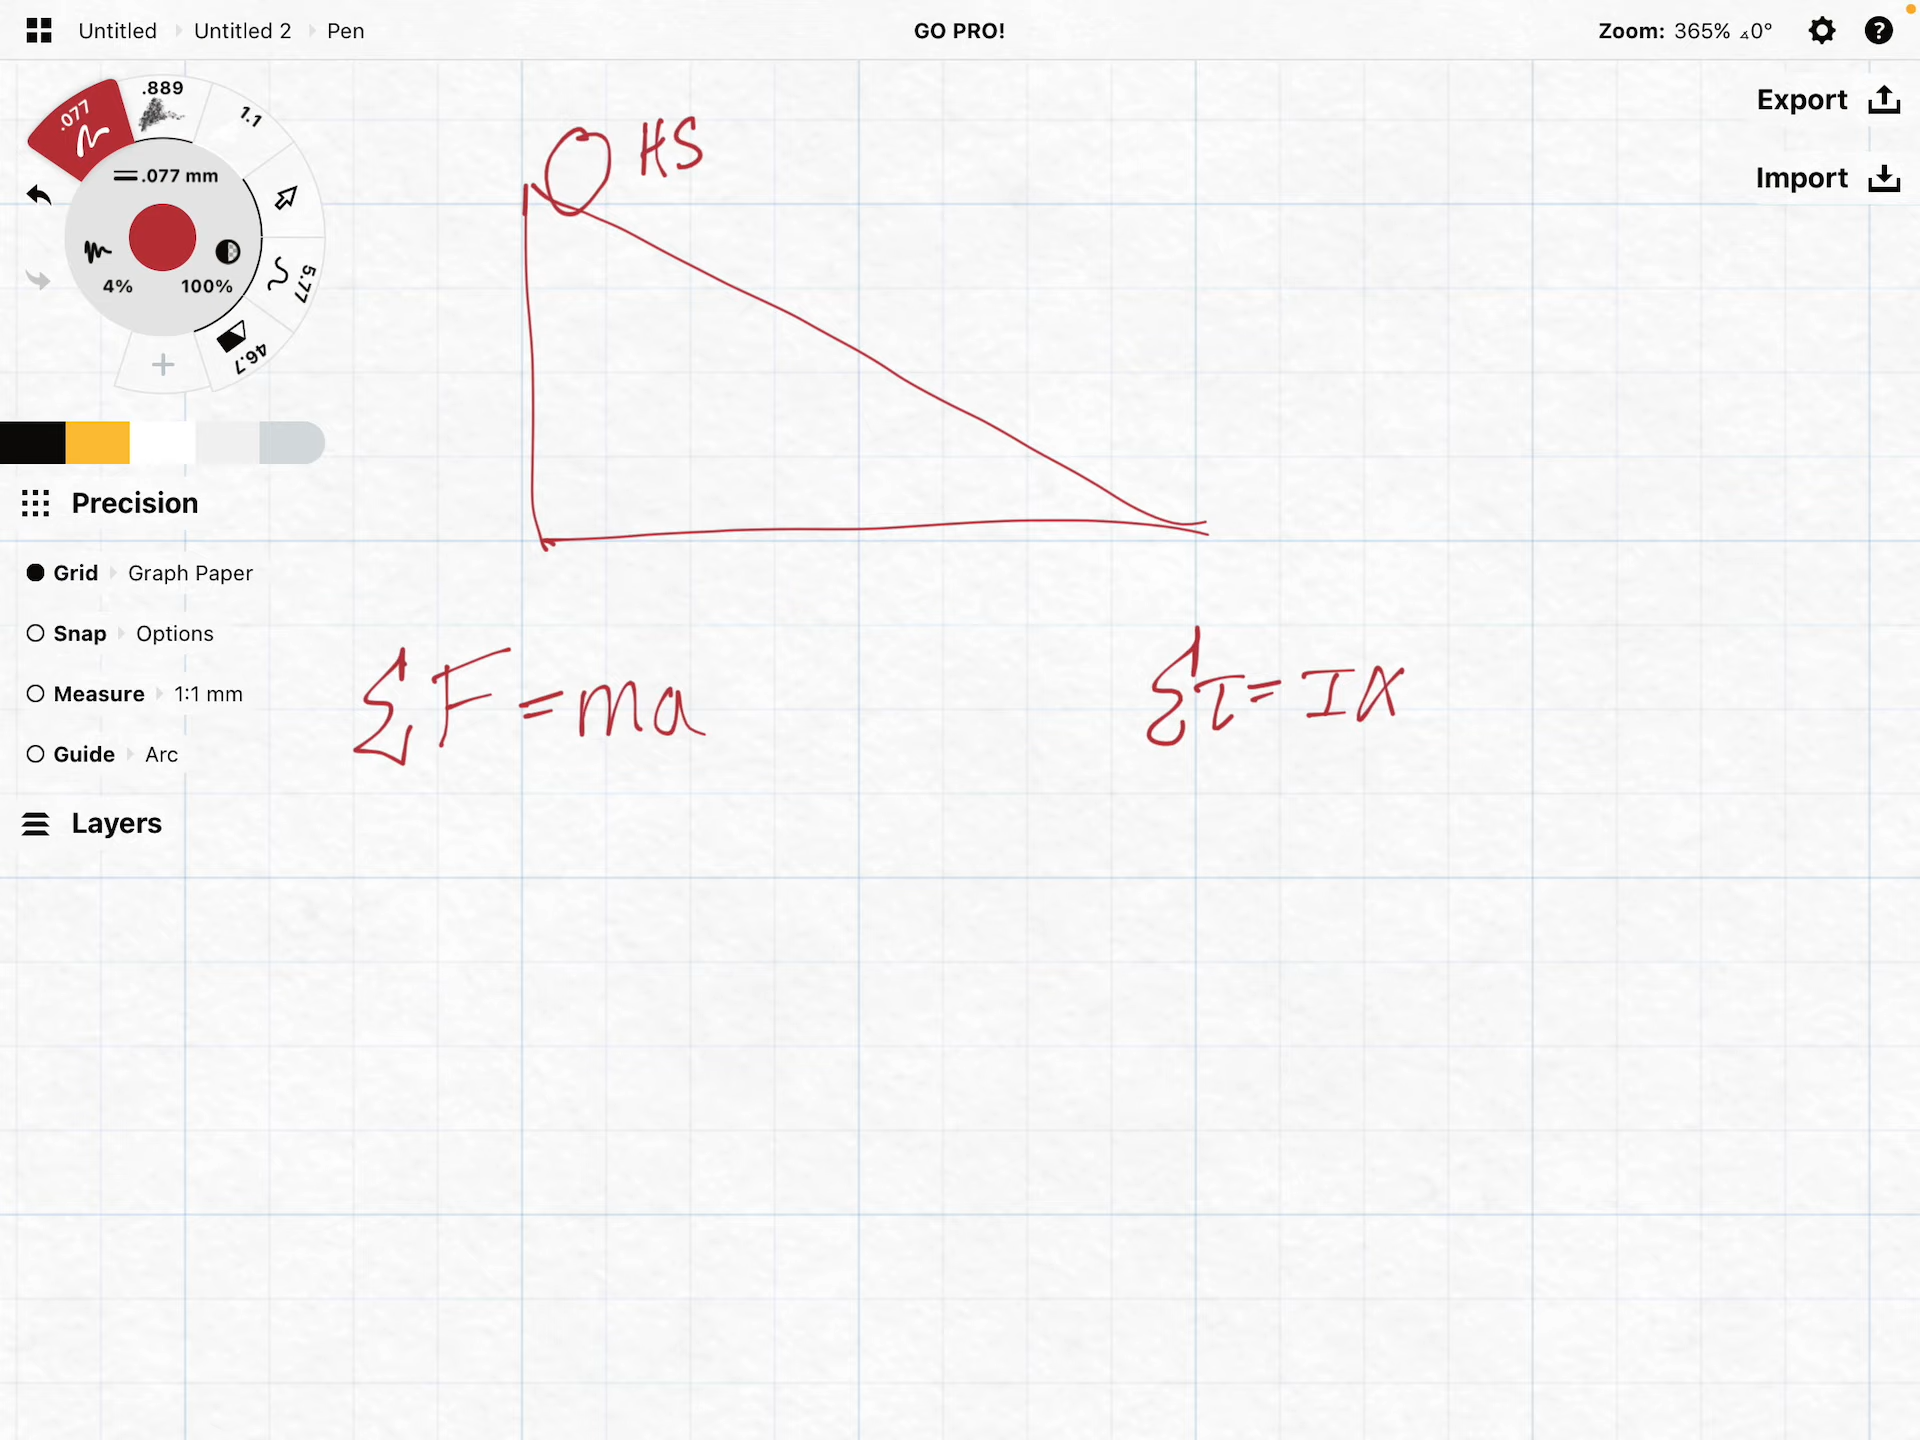 Untitled Untitled 2 Pen GO PRO! Zoom: 365% ⦟0°
.077 .889 1.1
Export
.077 mm
HS
Import
4% 100%
5.77
46.7
Precision
Grid Graph Paper
Snap Options
Measure 1:1 mm
Guide Arc
ΣF=ma Στ=Iα
Layers